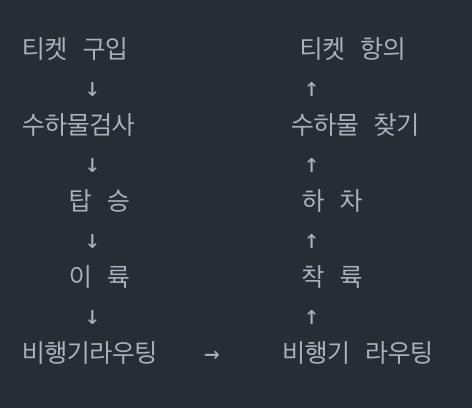 티켓 구입 티켓 항의
↓ ↑
수하물검사 수하물 찾기
↓ ↑
탑 승 하 차
↓ ↑
이 륙 착 륙
↓ ↑
비행기라우팅 → 비행기 라우팅